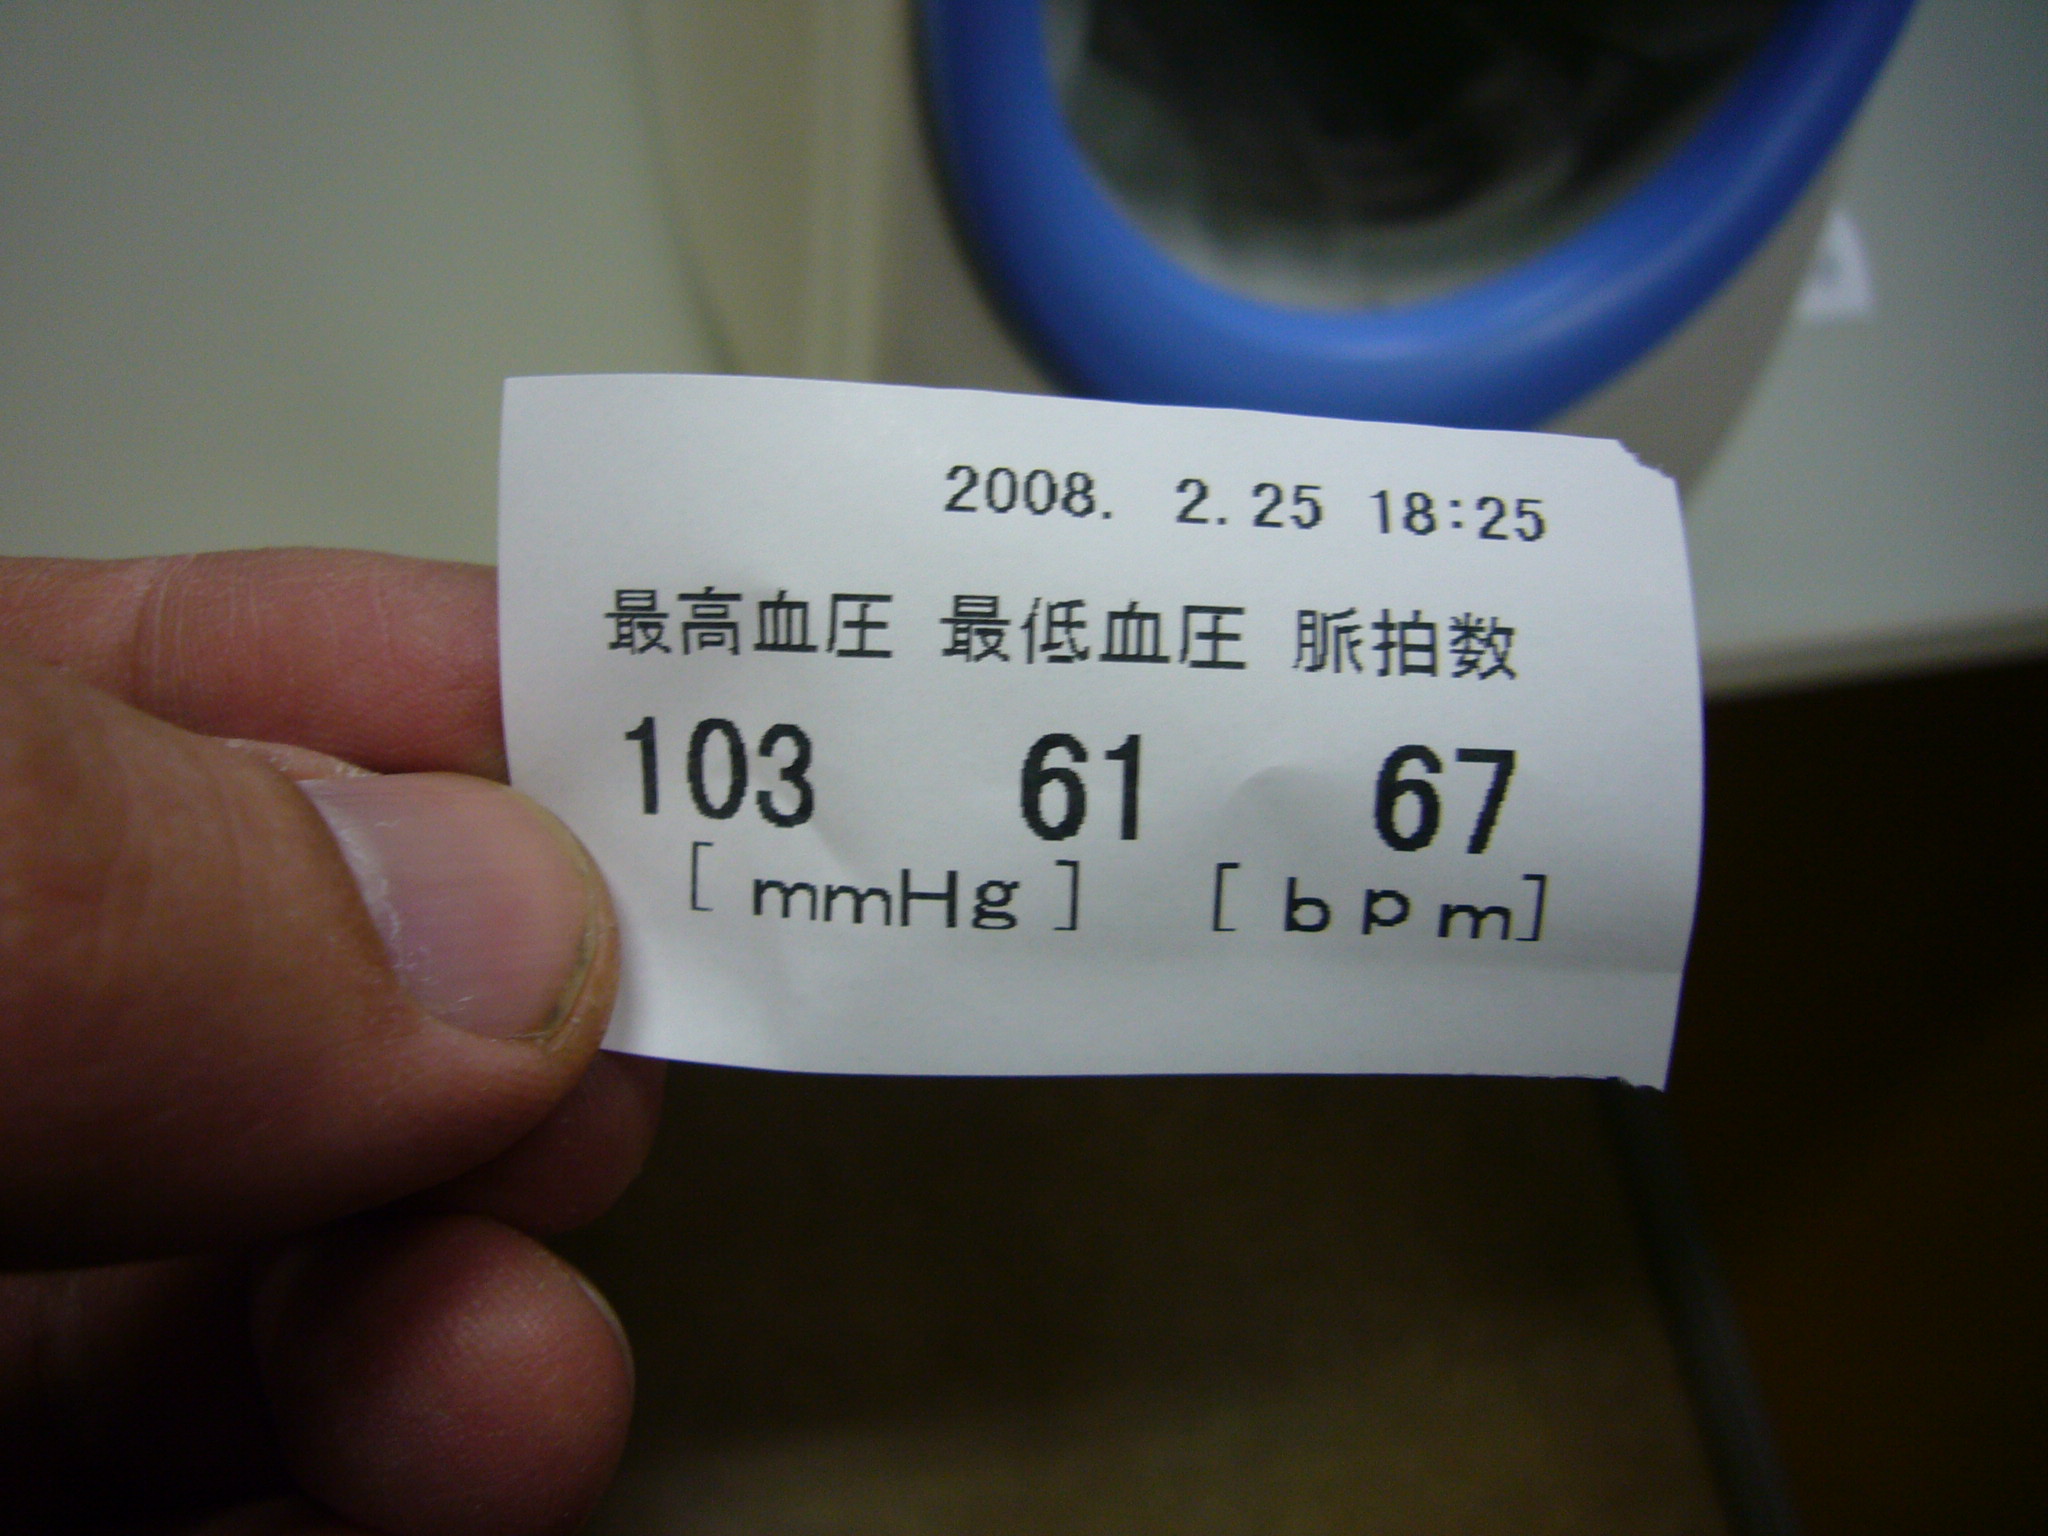 2008. 2.25 18:25
最高血圧 最低血圧 脈拍数
103 61 67
[ mmHg ] [ bpm]